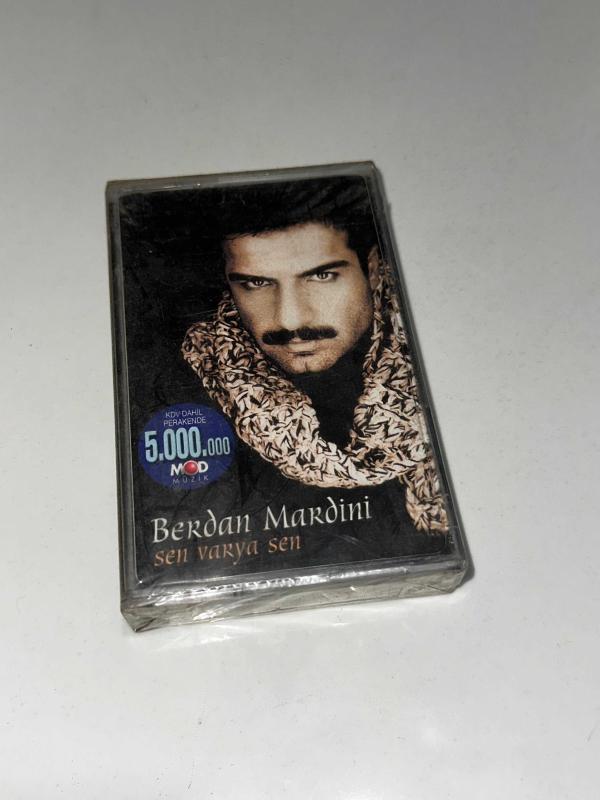 KDV DAHİL
PERAKENDE
5.000.000
MOD
MÜZİK
Berdan Mardini
sen varya sen